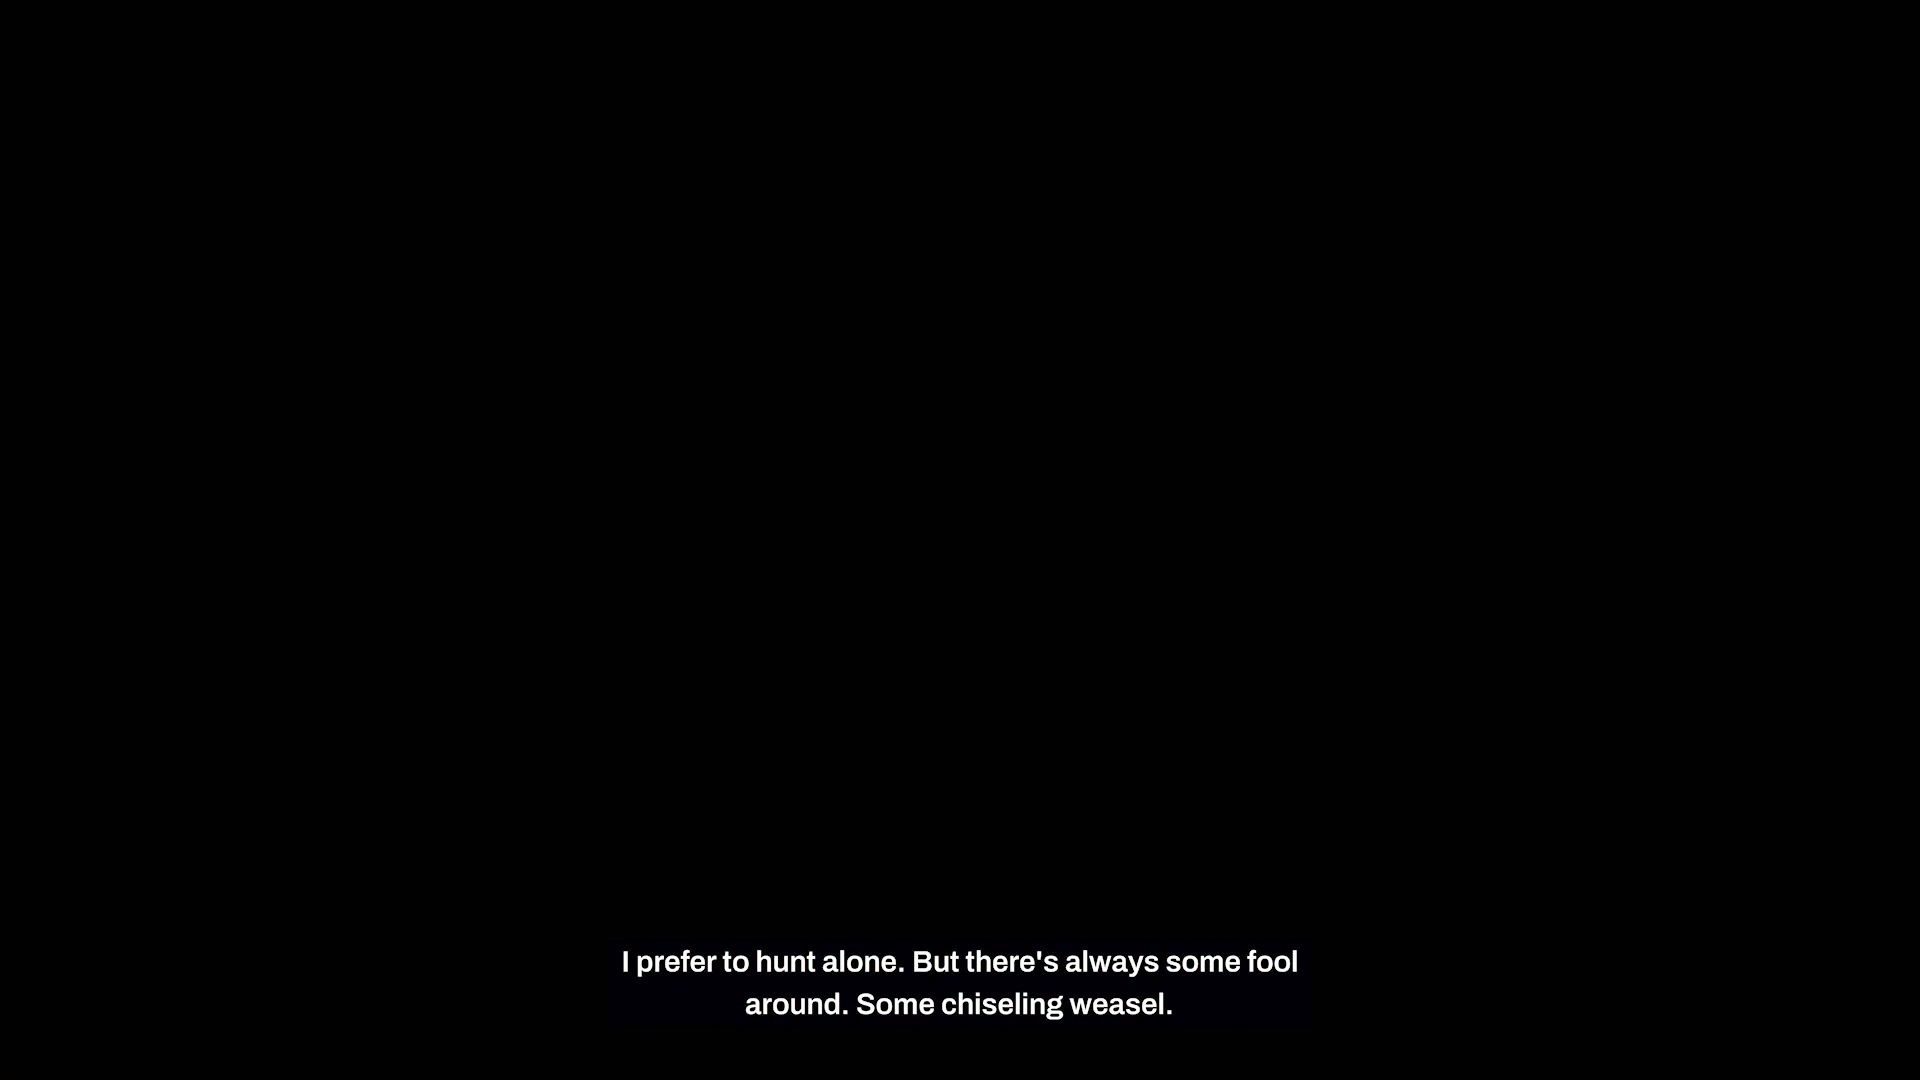 I prefer to hunt alone. But there's always some fool
around. Some chiseling weasel.